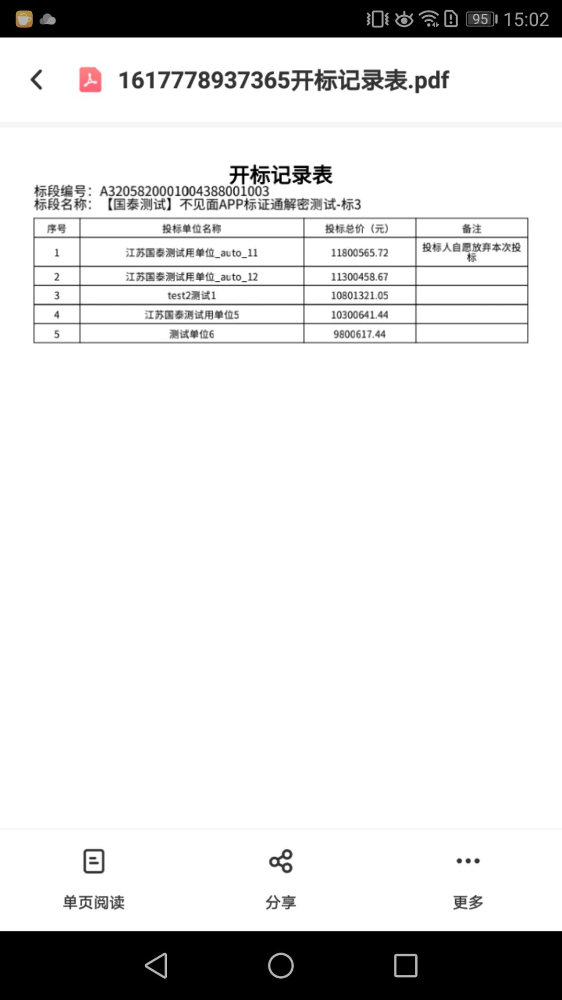 95 15:02
1617778937365开标记录表.pdf
开标记录表
标段编号：A3205820001004388001003
标段名称：【国泰测试】不见面APP标证通解密测试-标3
序号 投标单位名称 投标总价（元） 备注
1 江苏国泰测试用单位_auto_11 11800565.72 投标人自愿放弃本次投
标
2 江苏国泰测试用单位_auto_12 11300458.67
3 test2测试1 10801321.05
4 江苏国泰测试用单位5 10300641.44
5 测试单位6 9800617.44
单页阅读 分享 更多